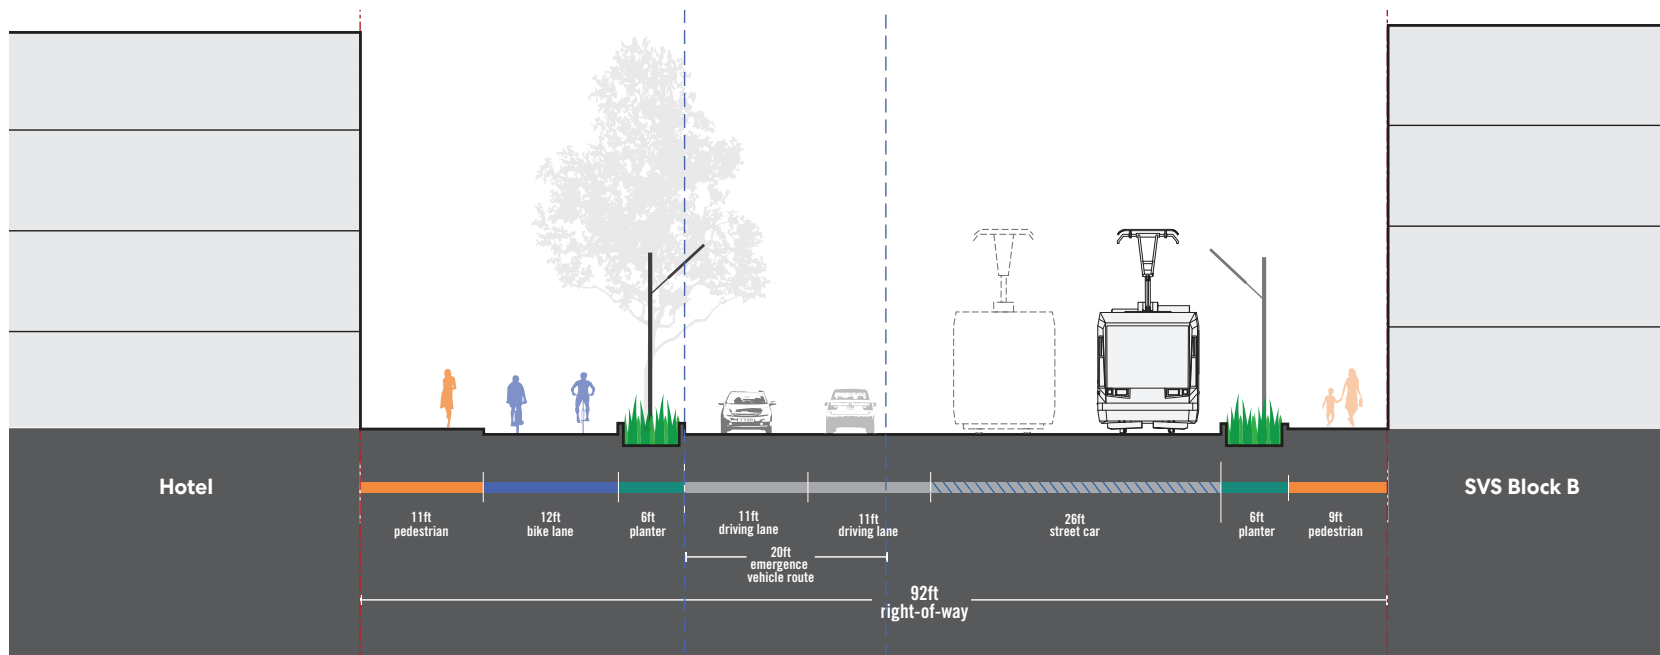 Hotel
SVS Block B
11ft
pedestrian
12ft
bike lane
6ft
planter
11ft
driving lane
11ft
driving lane
26ft
street car
6ft
planter
9ft
pedestrian
20ft
emergence
vehicle route
92ft
right-of-way